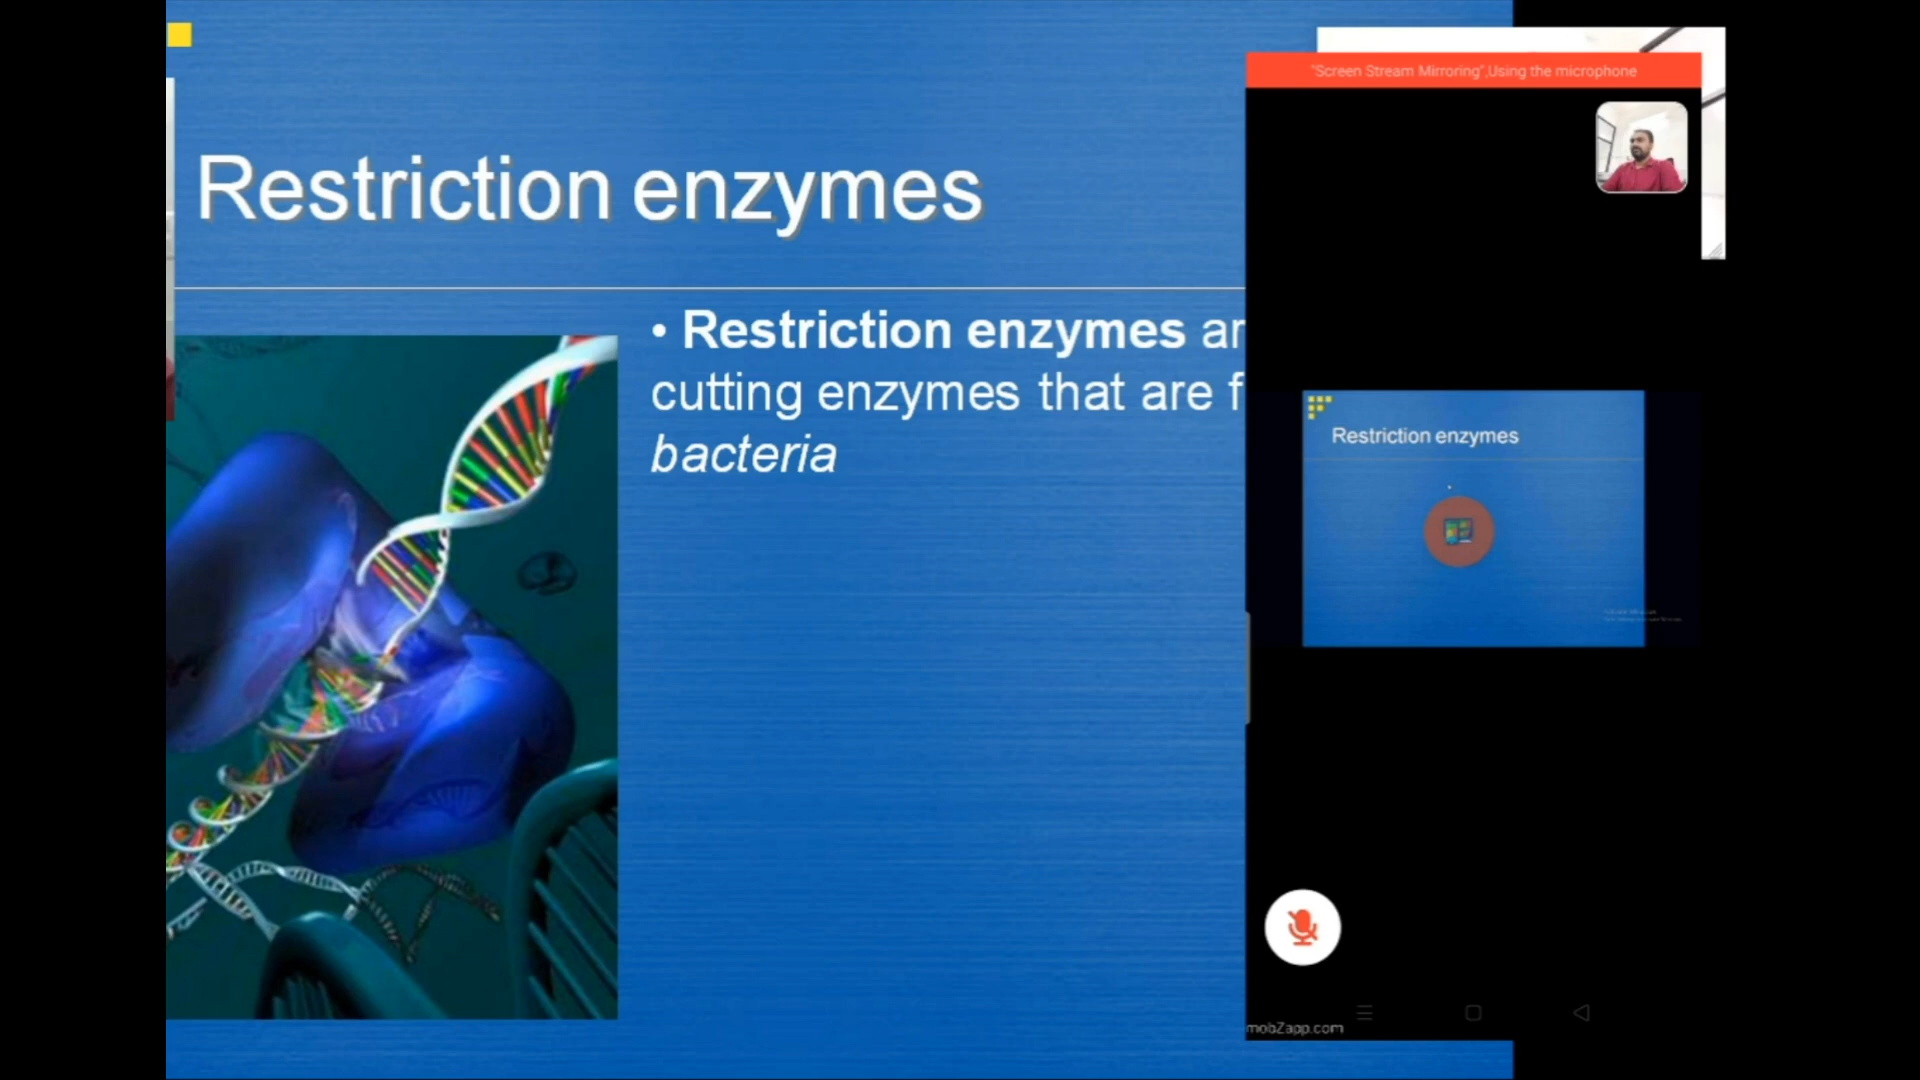 Restriction enzymes
• Restriction enzymes ar
cutting enzymes that are f
bacteria
"Screen Stream Mirroring",Using the microphone
Restriction enzymes
mobZapp.com